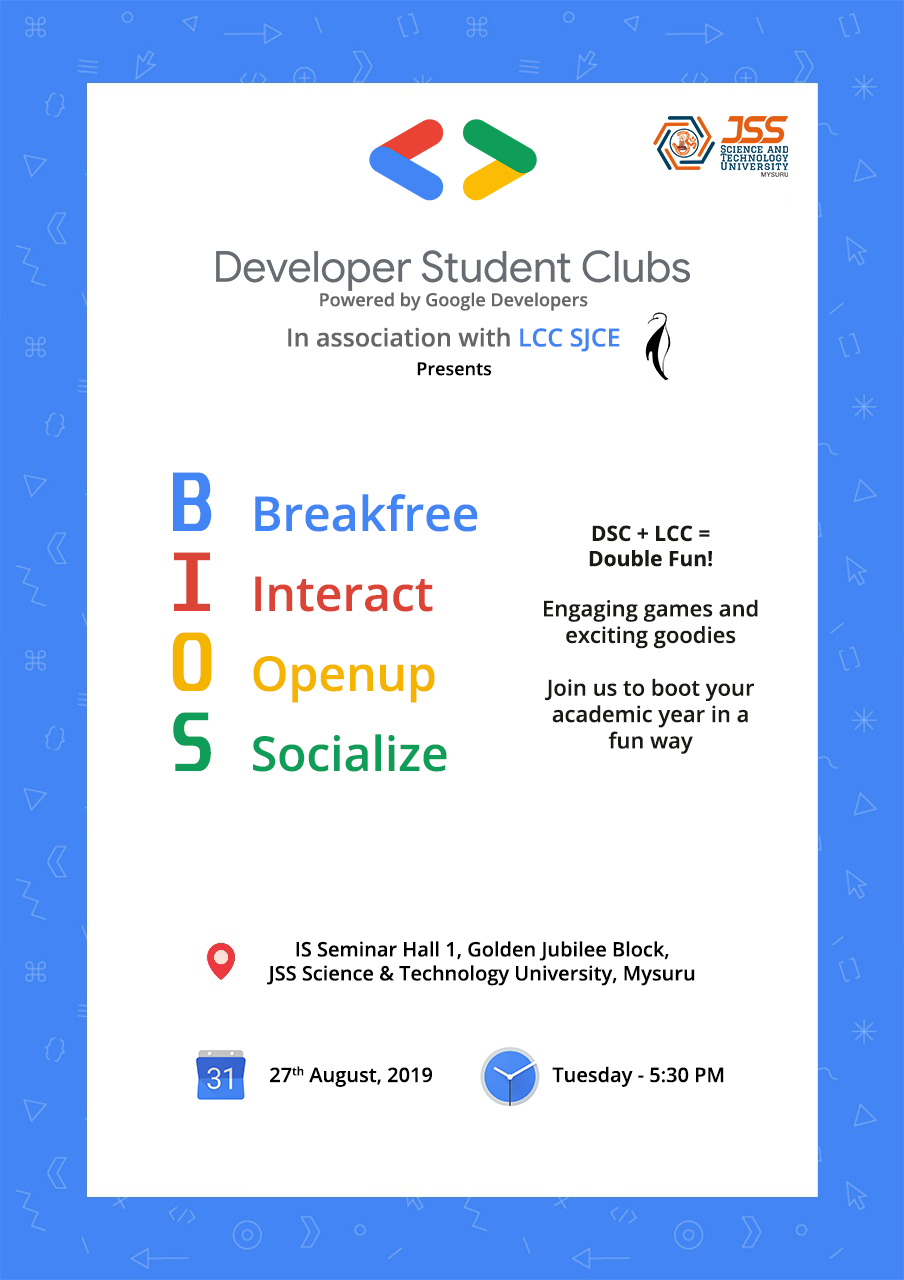 JSS
SCIENCE AND
TECHNOLOGY
UNIVERSITY
MYSURU
Developer Student Clubs
Powered by Google Developers
In association with LCC SJCE
Presents
B Breakfree
I Interact
O Openup
S Socialize
DSC + LCC =
Double Fun!
Engaging games and
exciting goodies
Join us to boot your
academic year in a
fun way
IS Seminar Hall 1, Golden Jubilee Block,
JSS Science & Technology University, Mysuru
31
27th August, 2019
Tuesday - 5:30 PM